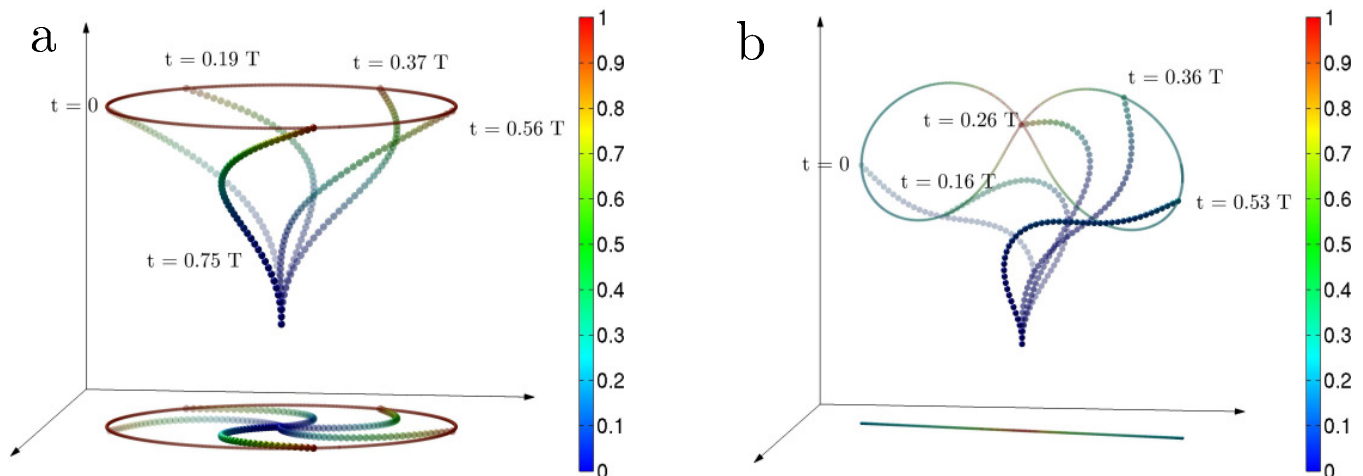 a
t = 0.19 T
t = 0.37 T
t = 0
t = 0.56 T
t = 0.75 T
1
0.9
0.8
0.7
0.6
0.5
0.4
0.3
0.2
0.1
0
b
t = 0.36 T
t = 0.26 T
t = 0
t = 0.16 T
t = 0.53 T
1
0.9
0.8
0.7
0.6
0.5
0.4
0.3
0.2
0.1
0